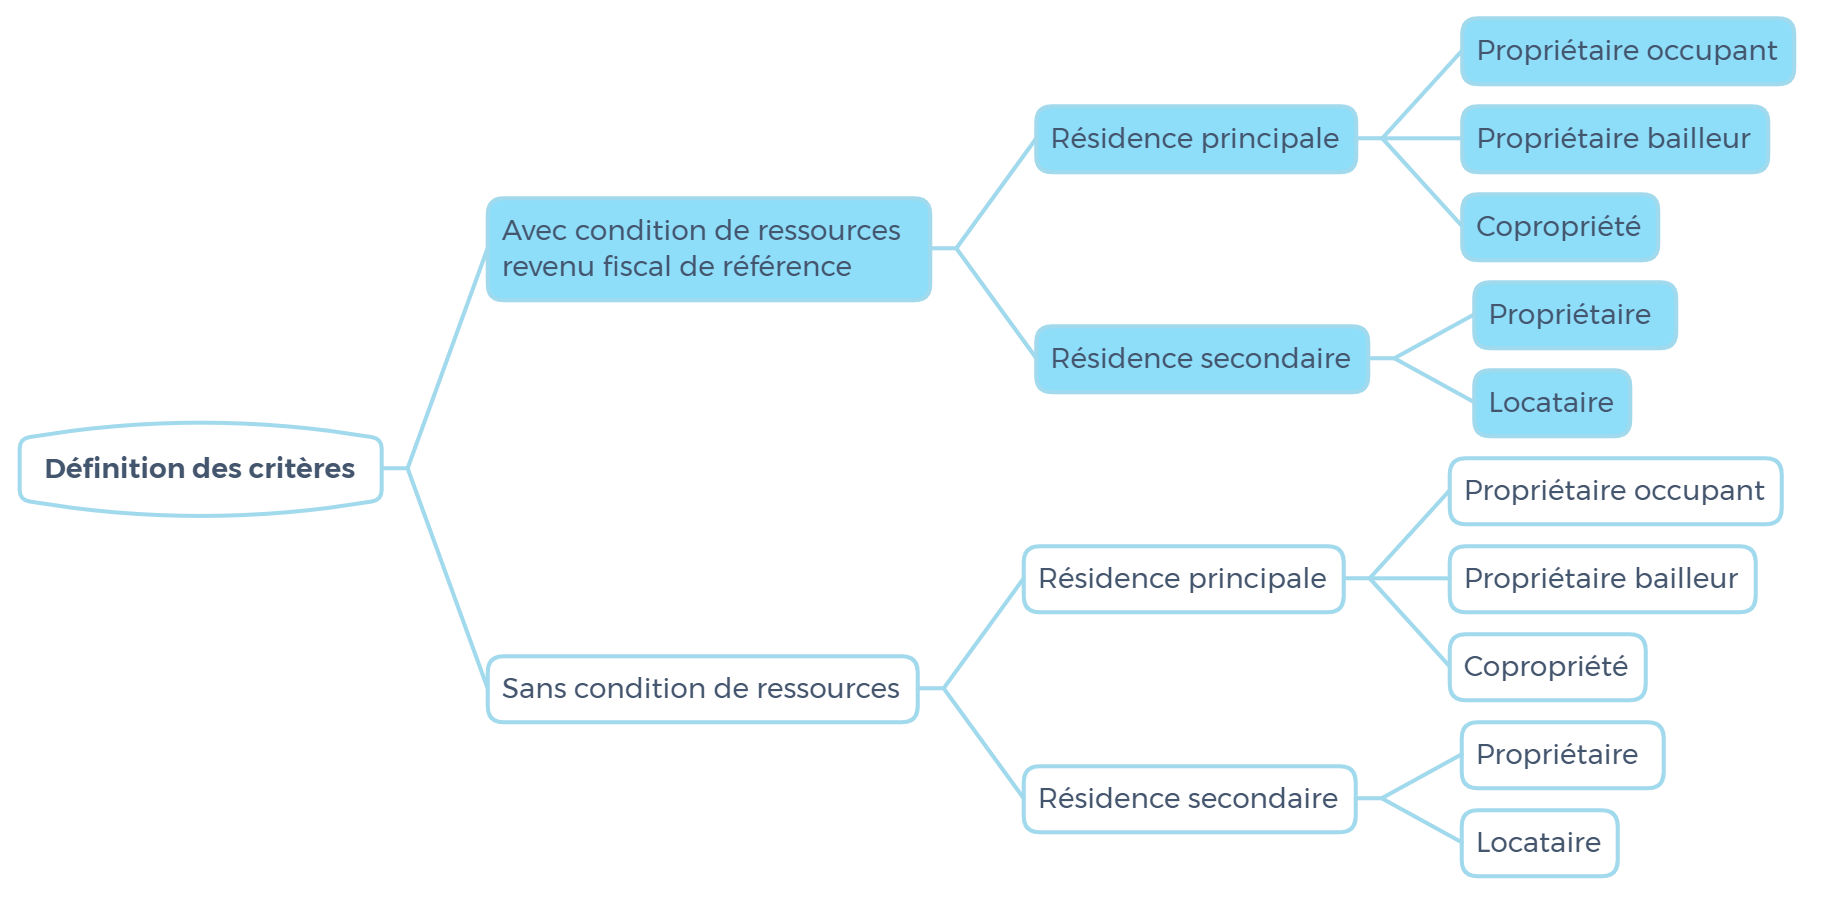 Définition des critères
Avec condition de ressources
revenu fiscal de référence
Résidence principale
Propriétaire occupant
Propriétaire bailleur
Copropriété
Résidence secondaire
Propriétaire
Locataire
Sans condition de ressources
Résidence principale
Propriétaire occupant
Propriétaire bailleur
Copropriété
Résidence secondaire
Propriétaire
Locataire